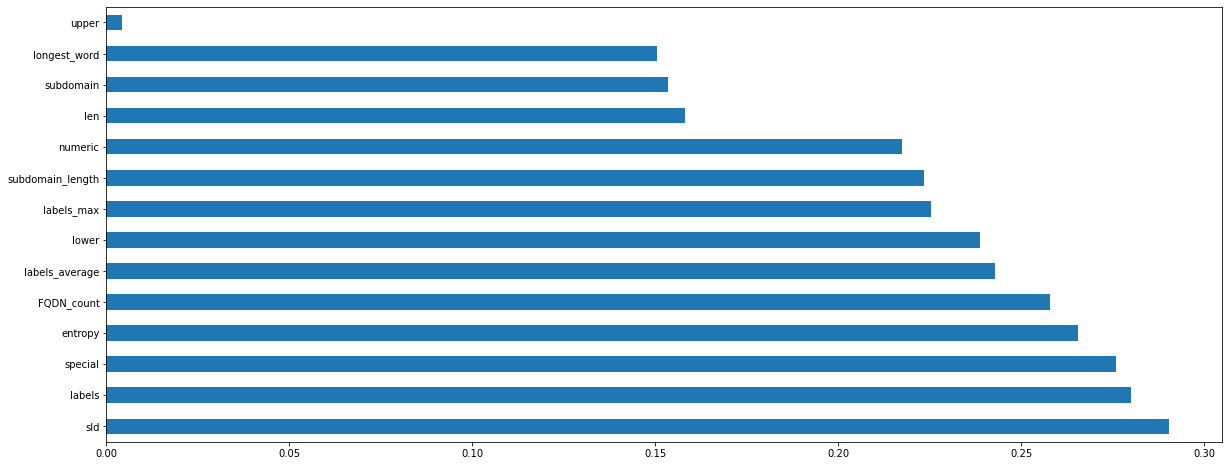 upper
longest_word
subdomain
len
numeric
subdomain_length
labels_max
lower
labels_average
FQDN_count
entropy
special
labels
sld
0.00 0.05 0.10 0.15 0.20 0.25 0.30